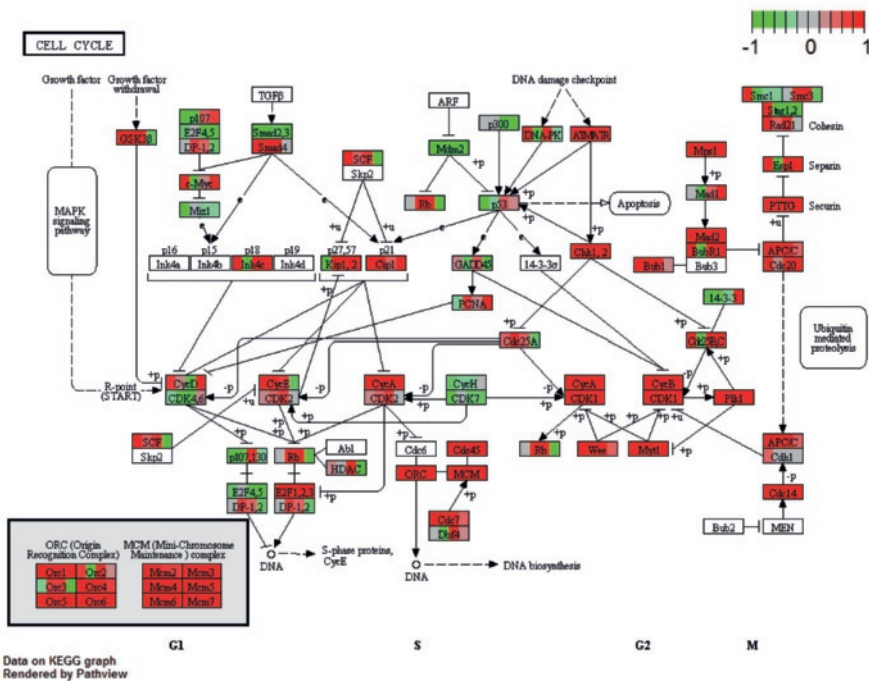 CELL CYCLE
-1 0 1
Growth factor
Growth factor
withdrawal
TGFβ
DNA damage checkpoint
ARF
p107
E2F4,5
DP-1,2
Smad2,3
Smad4
GSK3β
p300
DNA-PK
ATM/ATR
Mdm2
Smc1
Smc3
Stag1,2
Rad21
Cohesin
SCF
Skp2
c-Myc
Miz1
Rb
p53
+p
Apoptosis
Mps1
+p
Mad1
Esp1
Separin
PTTG
Securin
+u
MAPK
signaling
pathway
e
e
e
+u
+u
e
e
e
+p
+p
+p
p16
p15
p18
p19
p27,57
p21
Ink4a
Ink4b
Ink4c
Ink4d
Kip1, 2
Cip1
GADD45
14-3-3σ
Chk1, 2
Mad2
BubR1
Bub3
Bub1
APC/C
Cdc20
PCNA
14-3-3
+p
+p
Cdc25A
Cdc25B,C
Ubiquitin
mediated
proteolysis
R-point
(START)
+p
CycD
CDK4,6
-p
+u
CycE
CDK2
-p
+p
CycA
CDK2
-p
+p
CycH
CDK7
-p
+p
CycA
CDK1
CycB
CDK1
-p
+p
+u
Plk1
SCF
Skp2
+p
+p
+p
+p
+p
+p
+p
p107,130
Rb
Abl
HDAC
Cdc6
Cdc45
ORC
MCM
Rb
Wee
Myt1
APC/C
Cdh1
E2F4,5
DP-1,2
E2F1,2,3
DP-1,2
+p
+p
Cdc7
Dbf4
-p
Cdc14
Bub2
MEN
DNA
S-phase proteins,
CycE
DNA
DNA biosynthesis
ORC (Origin
Recognition Complex)
MCM (Mini-Chromosome
Maintenance ) complex
Orc1
Orc2
Mcm2
Mcm3
Orc3
Orc4
Mcm4
Mcm5
Orc5
Orc6
Mcm6
Mcm7
G1
S
G2
M
Data on KEGG graph
Rendered by Pathview